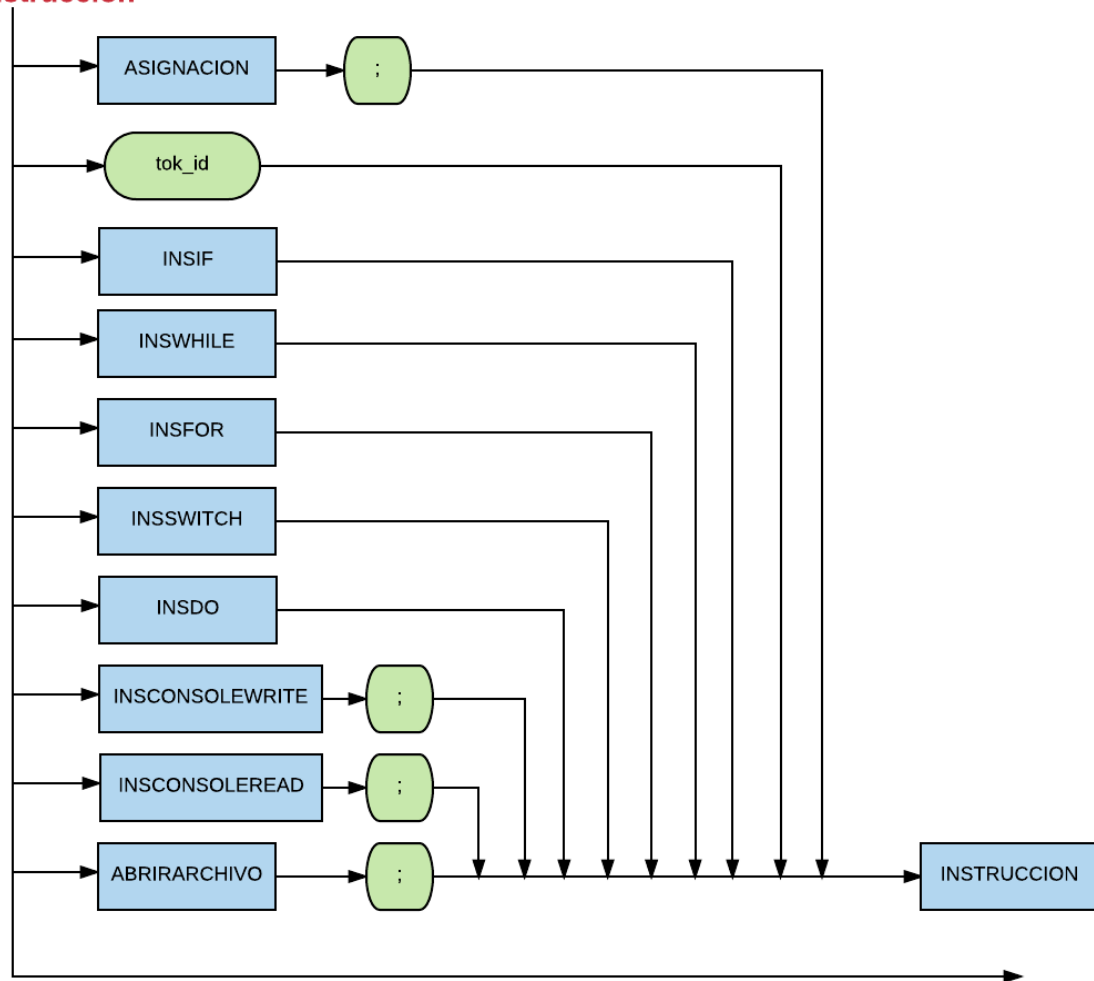 ASIGNACION ;
tok_id
INSIF
INSWHILE
INSFOR
INSSWITCH
INSDO
INSCONSOLEWRITE ;
INSCONSOLEREAD ;
ABRIRARCHIVO ; INSTRUCCION